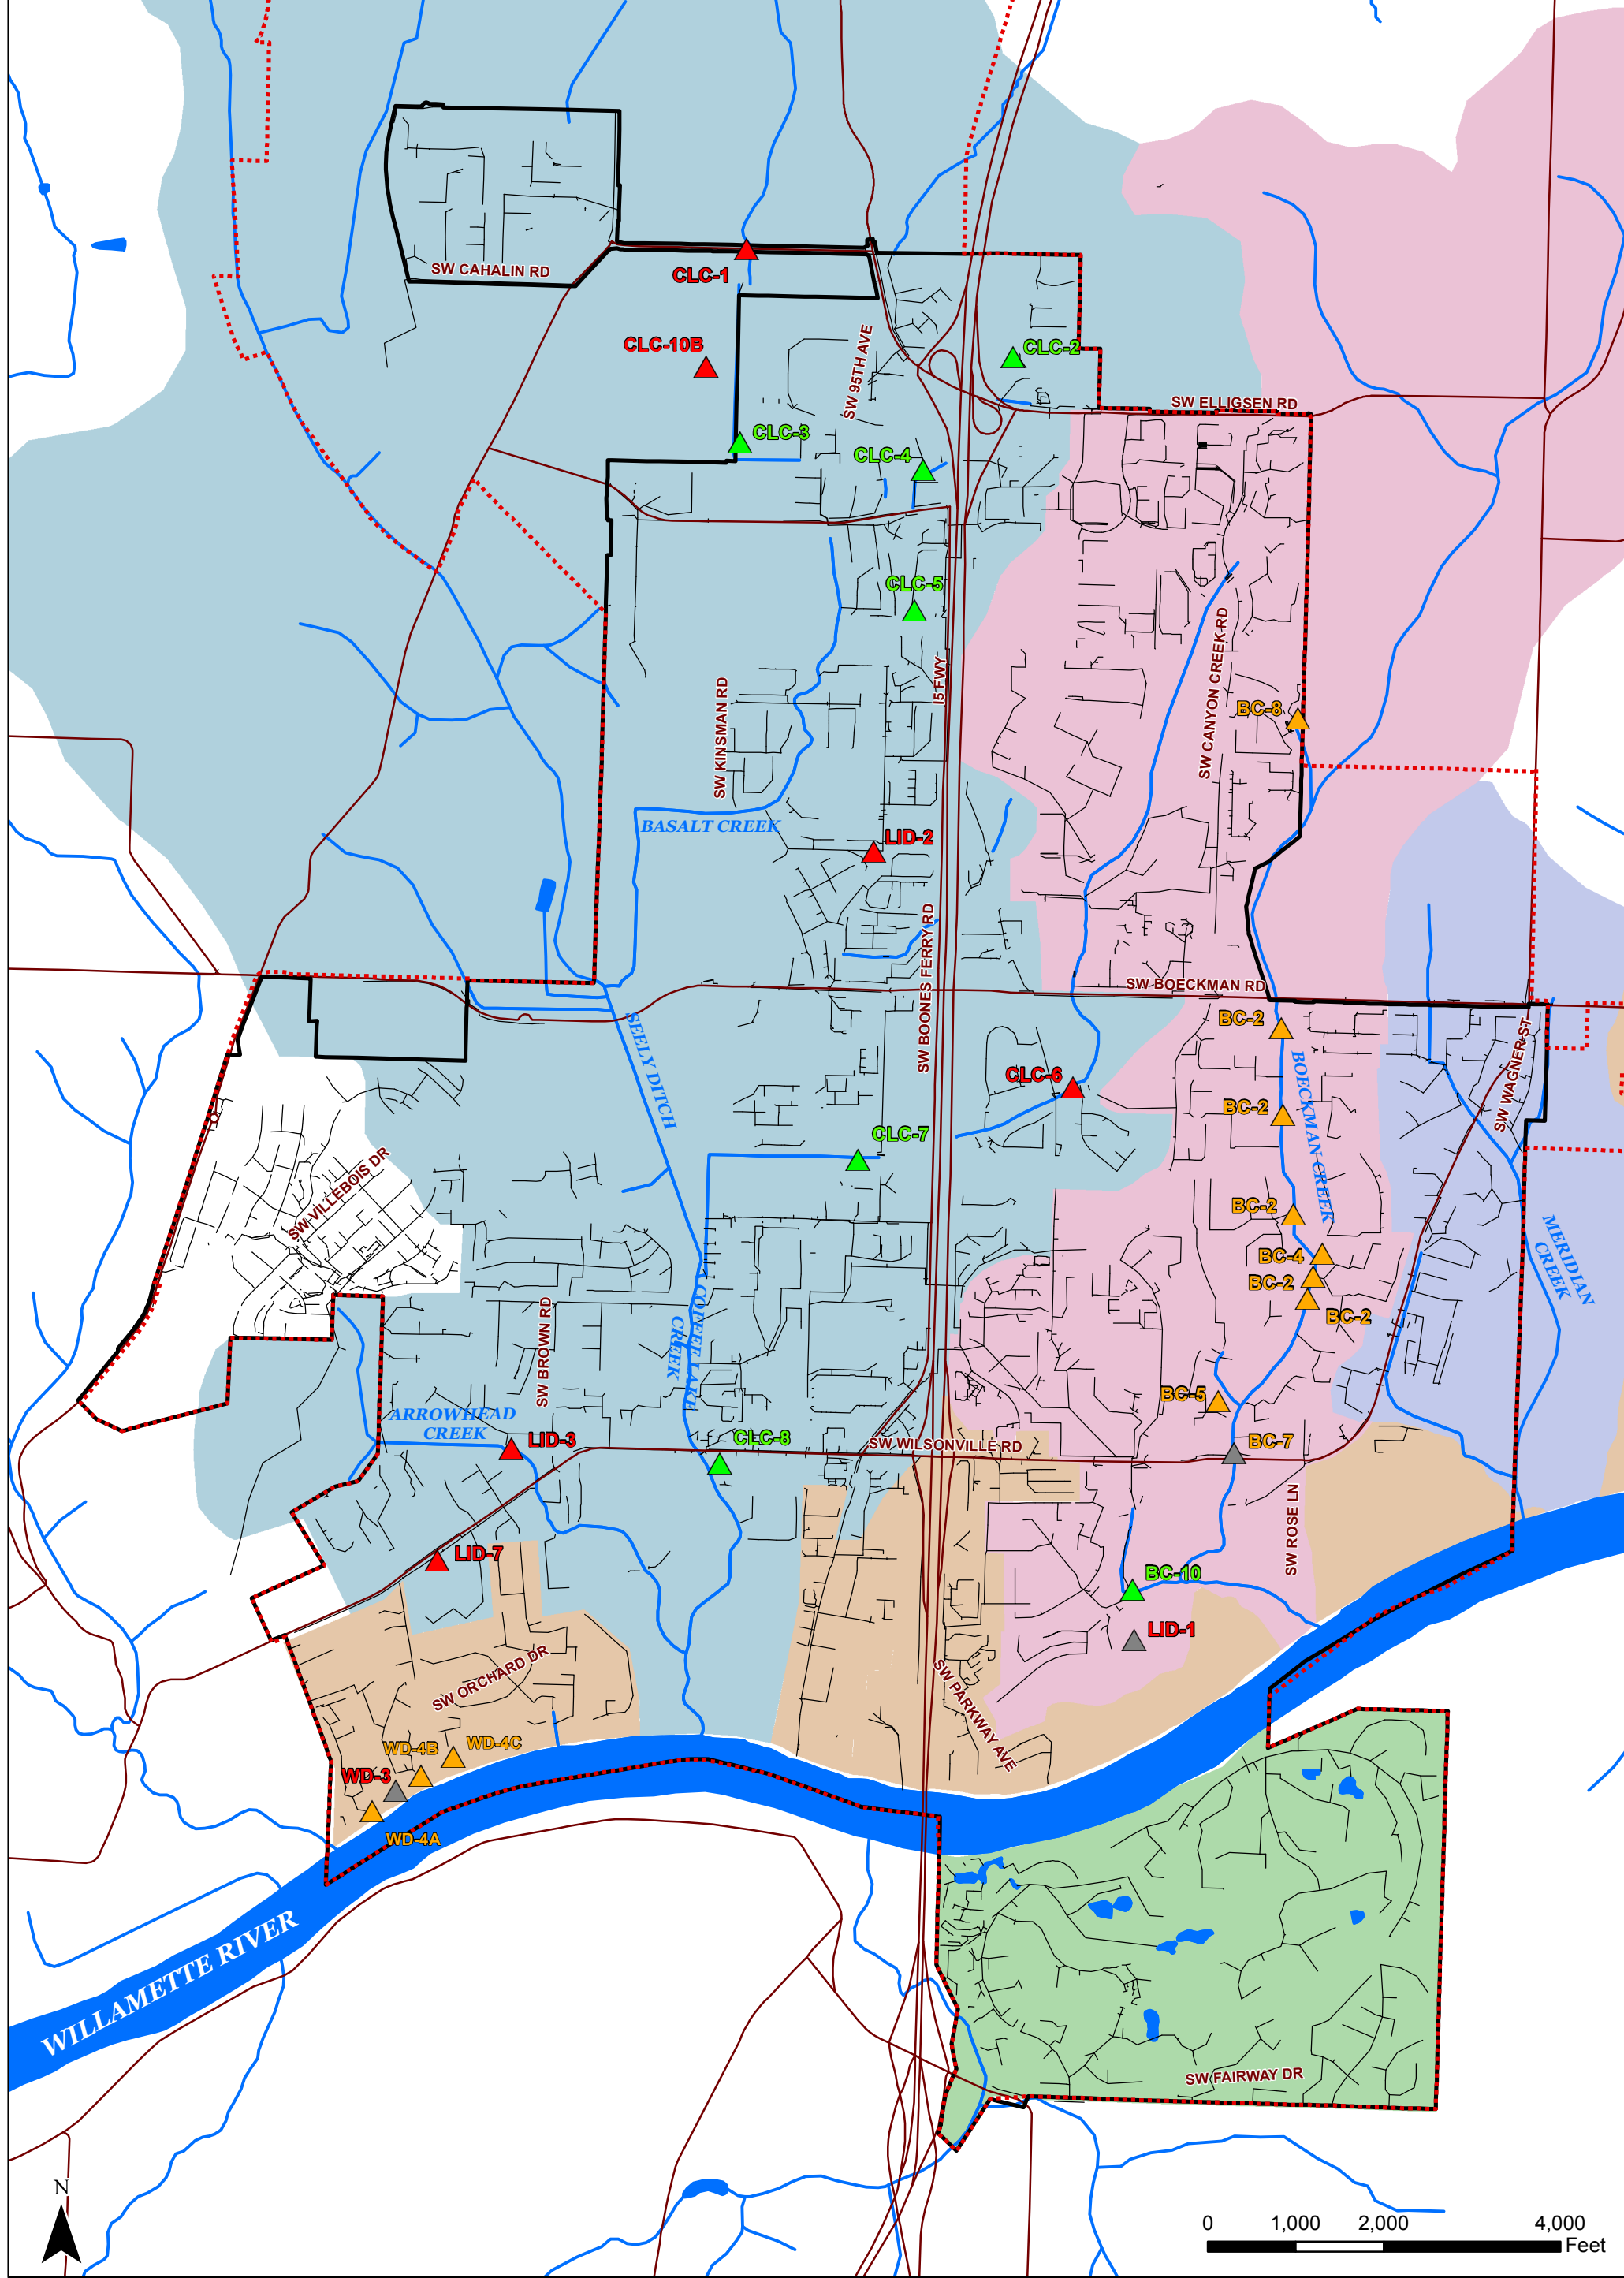 SW CAHALIN RD
CLC-1
CLC-10B
SW 95TH AVE
CLC-2
SW ELLIGSEN RD
CLC-3
CLC-4
CLC-5
SW CANYON CREEK RD
I5 FWY
SW KINSMAN RD
BC-8
BASALT CREEK
LID-2
SW BOONES FERRY RD
SW BOECKMAN RD
SEELY DITCH
BC-2
SW WAGNER ST
BOECKMAN CREEK
CLC-6
BC-2
CLC-7
SW VILLEBOIS DR
BC-2
MERIDIAN
CREEK
BC-4
BC-2
BC-2
COFFEE LAKE
CREEK
SW BROWN RD
BC-5
ARROWHEAD
CREEK
LID-3
CLC-8
SW WILSONVILLE RD
BC-7
SW ROSE LN
LID-7
BC-10
LID-1
SW ORCHARD DR
SW PARKWAY AVE
WD-4B
WD-4C
WD-3
WD-4A
WILLAMETTE RIVER
SW FAIRWAY DR
N
0 1,000 2,000 4,000
Feet